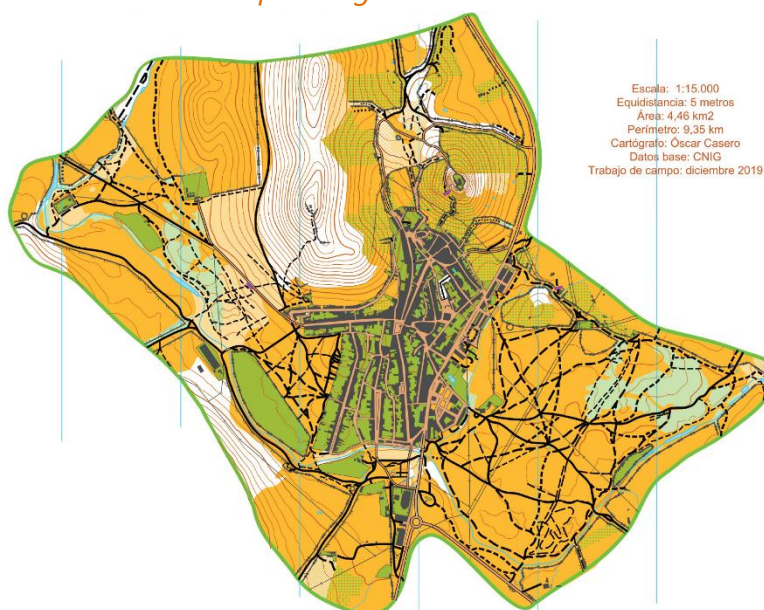 Escala: 1:15.000
Equidistancia: 5 metros
Área: 4,46 km2
Perímetro: 9,35 km
Cartógrafo: Óscar Casero
Datos base: CNIG
Trabajo de campo: diciembre 2019